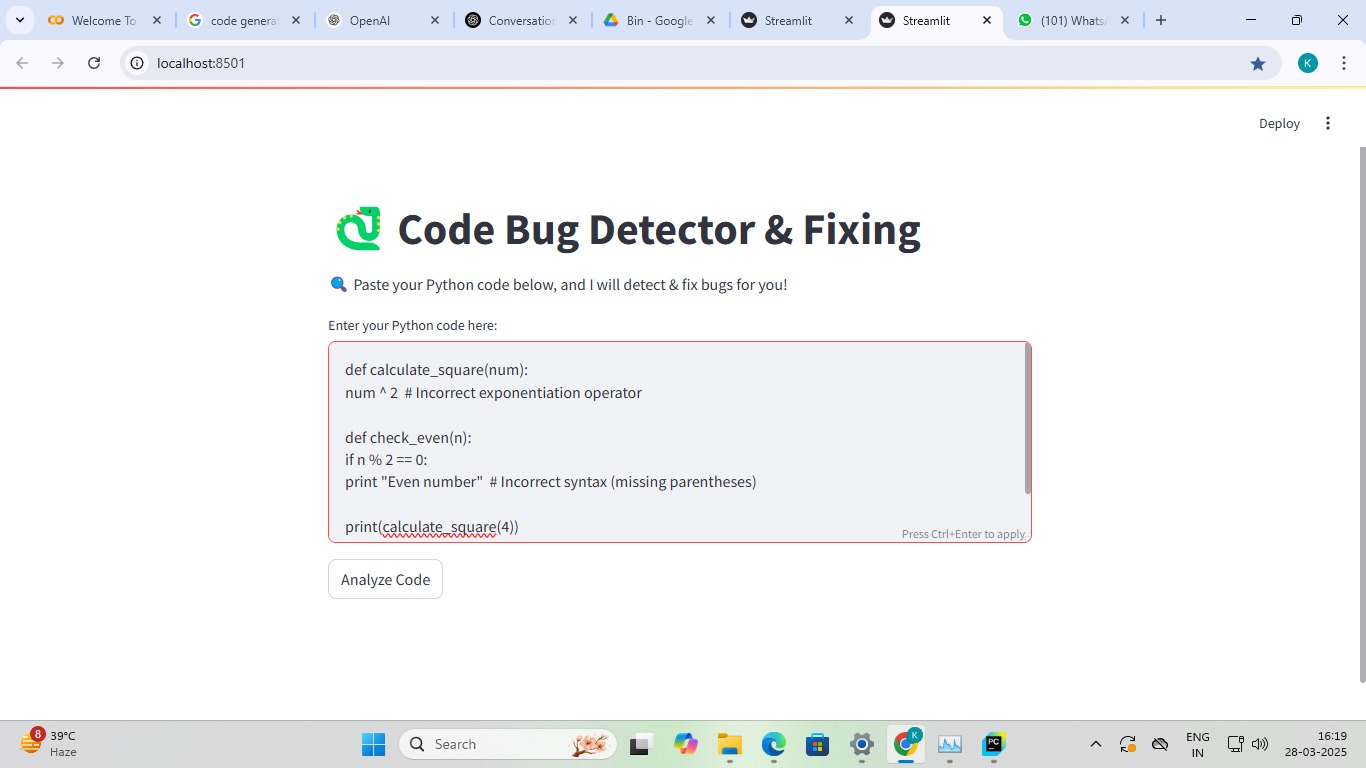 Welcome To
code genera
OpenAI
Conversation
Bin - Google
Streamlit
Streamlit
(101) Whats
localhost:8501
K
Deploy
Code Bug Detector & Fixing
Paste your Python code below, and I will detect & fix bugs for you!
Enter your Python code here:
def calculate_square(num):
num ^ 2  # Incorrect exponentiation operator
def check_even(n):
if n % 2 == 0:
print "Even number"  # Incorrect syntax (missing parentheses)
print(calculate_square(4))
Press Ctrl+Enter to apply
Analyze Code
8
39°C
Haze
Search
K
PC
ENG
IN
16:19
28-03-2025